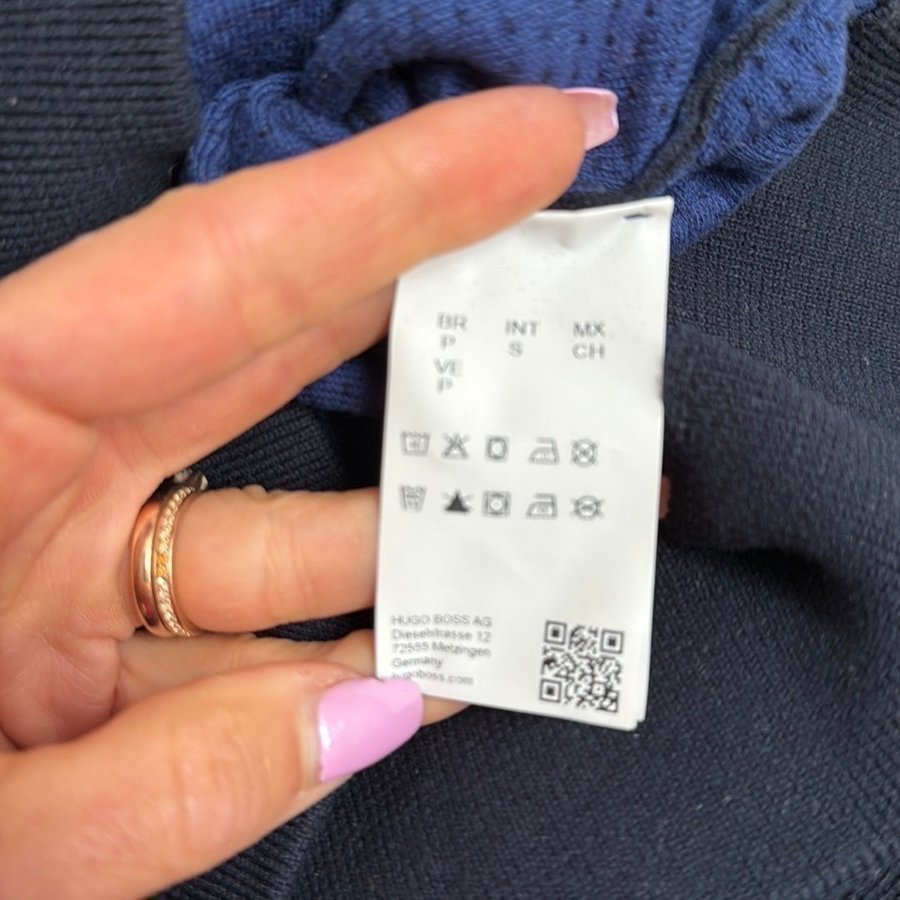 BR INT MX
P S CH
VE
P
HUGO BOSS AG
Dieselstrasse 12
72555 Metzingen
Germany
hugoboss.com